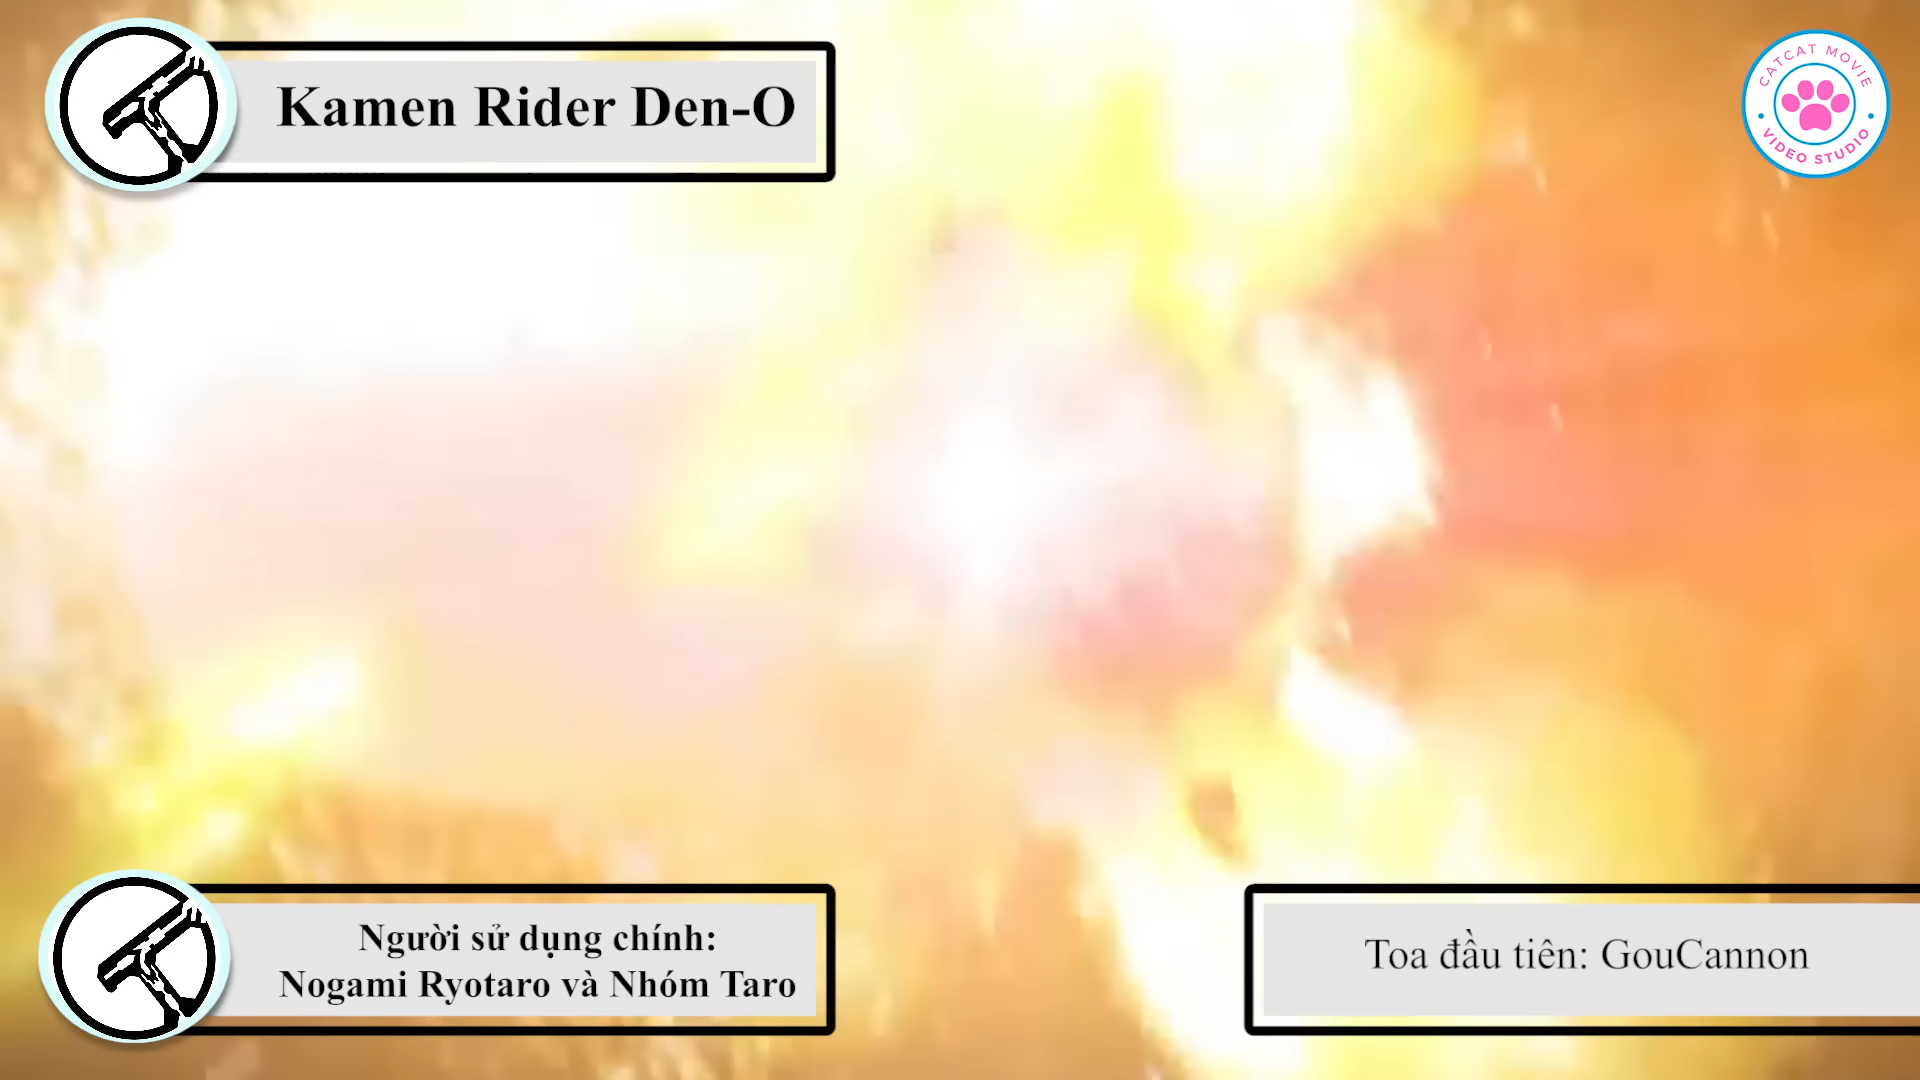 Kamen Rider Den-O
CATCAT MOVIE
VIDEO STUDIO
Người sử dụng chính:
Nogami Ryotaro và Nhóm Taro
Toa đầu tiên: GouCannon